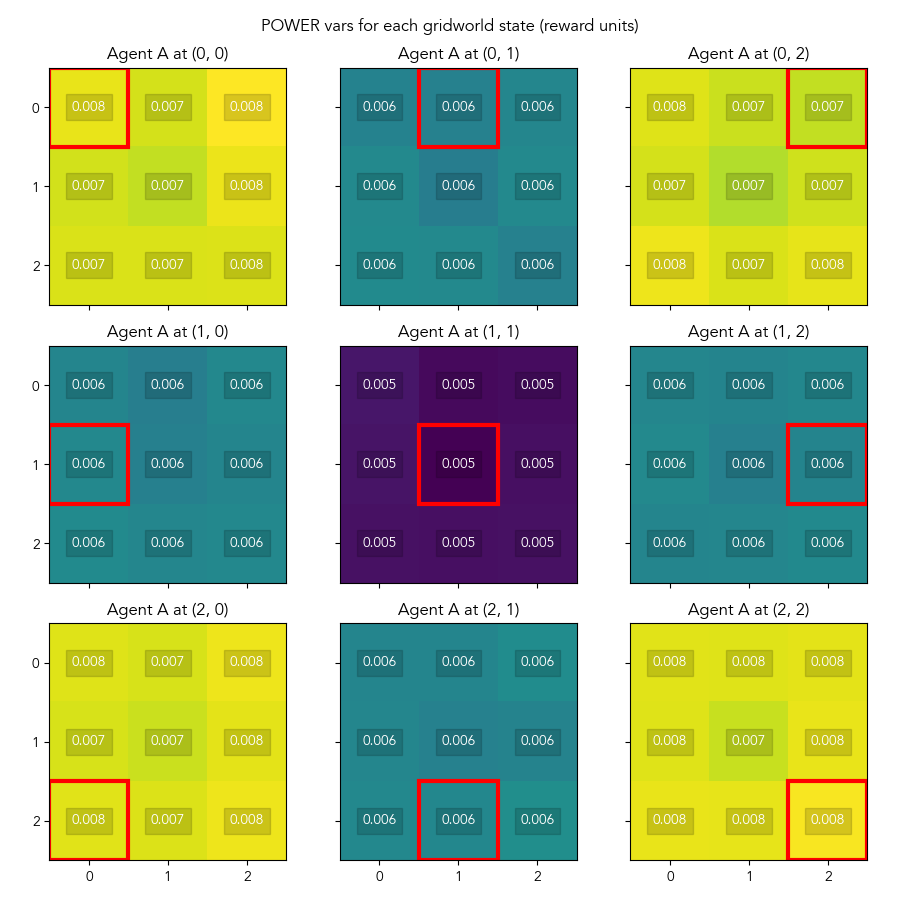 POWER vars for each gridworld state (reward units)
Agent A at (0, 0) Agent A at (0, 1) Agent A at (0, 2)
0 0.008 0.007 0.008 0.006 0.006 0.006 0.008 0.007 0.007
1 0.007 0.007 0.008 0.006 0.006 0.006 0.007 0.007 0.007
2 0.007 0.007 0.008 0.006 0.006 0.006 0.008 0.007 0.008
Agent A at (1, 0) Agent A at (1, 1) Agent A at (1, 2)
0 0.006 0.006 0.006 0.005 0.005 0.005 0.006 0.006 0.006
1 0.006 0.006 0.006 0.005 0.005 0.005 0.006 0.006 0.006
2 0.006 0.006 0.006 0.005 0.005 0.005 0.006 0.006 0.006
Agent A at (2, 0) Agent A at (2, 1) Agent A at (2, 2)
0 0.008 0.007 0.008 0.006 0.006 0.006 0.008 0.008 0.008
1 0.007 0.007 0.008 0.006 0.006 0.006 0.008 0.007 0.008
2 0.008 0.007 0.008 0.006 0.006 0.006 0.008 0.008 0.008
0 1 2 0 1 2 0 1 2